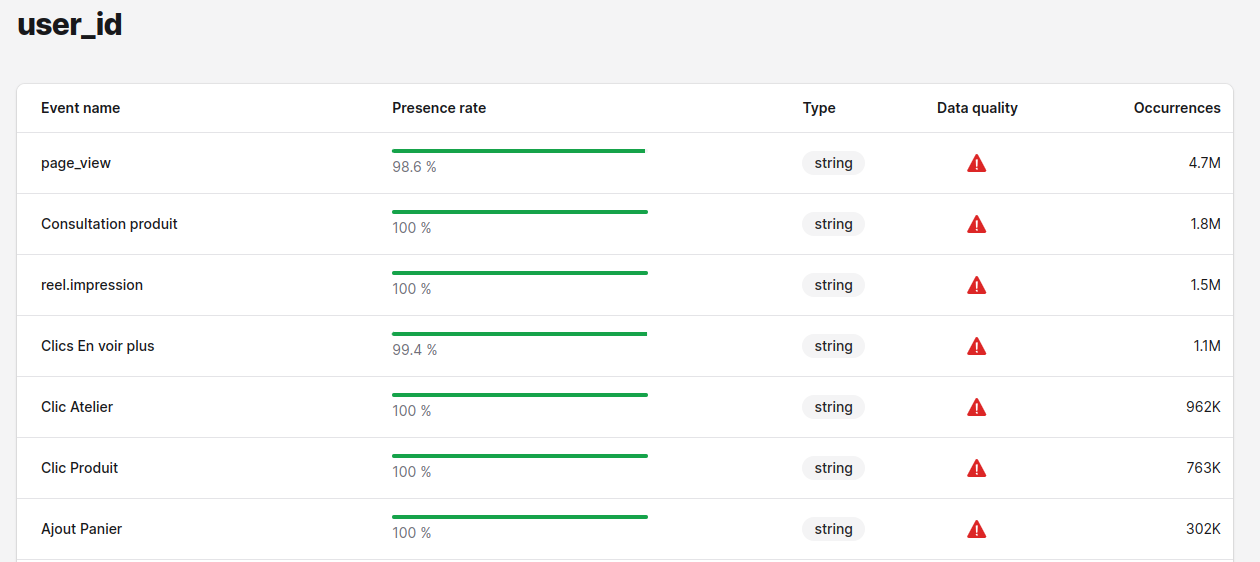 user_id
Event name Presence rate Type Data quality Occurrences
page_view 98.6 % string 4.7M
Consultation produit 100 % string 1.8M
reel.impression 100 % string 1.5M
Clics En voir plus 99.4 % string 1.1M
Clic Atelier 100 % string 962K
Clic Produit 100 % string 763K
Ajout Panier 100 % string 302K